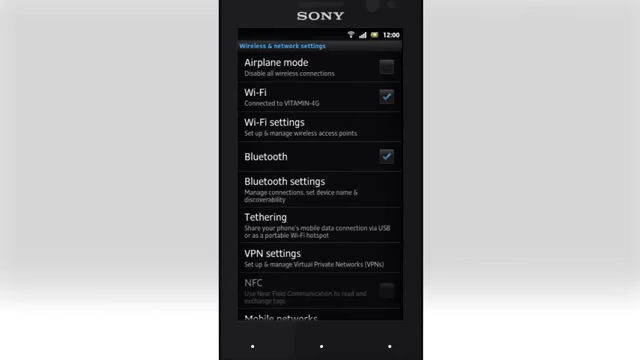 SONY
12:00
Wireless & network settings
Airplane mode
Disable all wireless connections
Wi-Fi
Connected to VITAMIN-4G
Wi-Fi settings
Set up & manage wireless access points
Bluetooth
Bluetooth settings
Manage connections, set device name &
discoverability
Tethering
Share your phone's mobile data connection via USB
or as a portable Wi-Fi hotspot
VPN settings
Set up & manage Virtual Private Networks (VPNs)
NFC
Use Near Field Communication to read and
exchange tags
Mobile networks